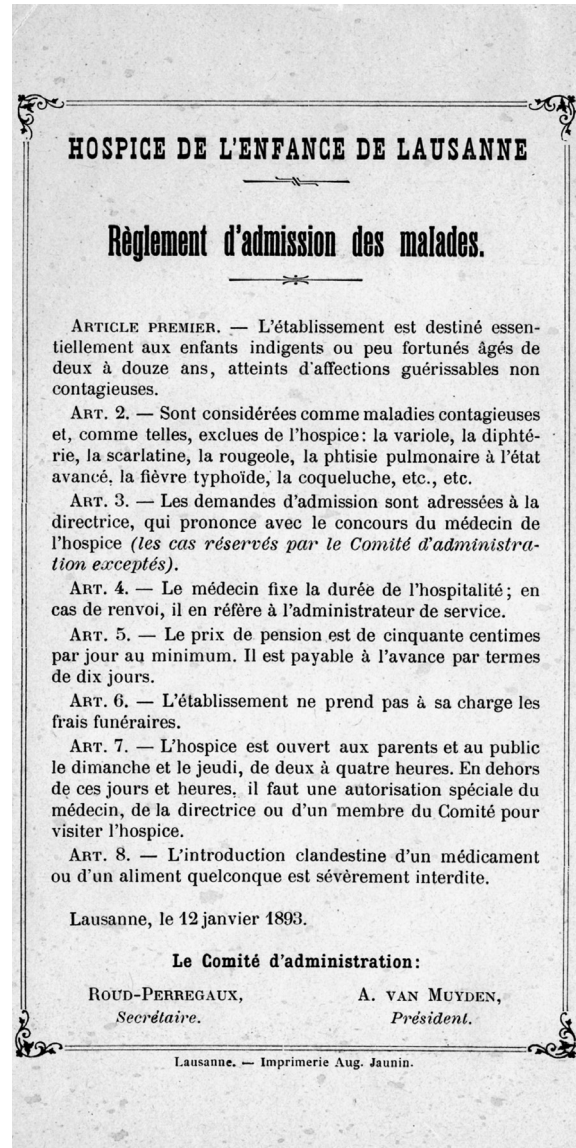 HOSPICE DE L'ENFANCE DE LAUSANNE
Règlement d'admission des malades.
ARTICLE PREMIER. — L'établissement est destiné essen-
tiellement aux enfants indigents ou peu fortunés âgés de
deux à douze ans, atteints d'affections guérissables non
contagieuses.
ART. 2. — Sont considérées comme maladies contagieuses
et, comme telles, exclues de l'hospice: la variole, la diphté-
rie, la scarlatine, la rougeole, la phtisie pulmonaire à l'état
avancé, la fièvre typhoïde, la coqueluche, etc., etc.
ART. 3. — Les demandes d'admission sont adressées à la
directrice, qui prononce avec le concours du médecin de
l'hospice (les cas réservés par le Comité d'administra-
tion exceptés).
ART. 4. — Le médecin fixe la durée de l'hospitalité; en
cas de renvoi, il en réfère à l'administrateur de service.
ART. 5. — Le prix de pension est de cinquante centimes
par jour au minimum. Il est payable à l'avance par termes
de dix jours.
ART. 6. — L'établissement ne prend pas à sa charge les
frais funéraires.
ART. 7. — L'hospice est ouvert aux parents et au public
le dimanche et le jeudi, de deux à quatre heures. En dehors
de ces jours et heures, il faut une autorisation spéciale du
médecin, de la directrice ou d'un membre du Comité pour
visiter l'hospice.
ART. 8. — L'introduction clandestine d'un médicament
ou d'un aliment quelconque est sévèrement interdite.
Lausanne, le 12 janvier 1893.
Le Comité d'administration:
ROUD-PERREGAUX, A. VAN MUYDEN,
Secrétaire. Président.
Lausanne. — Imprimerie Aug. Jaunin.